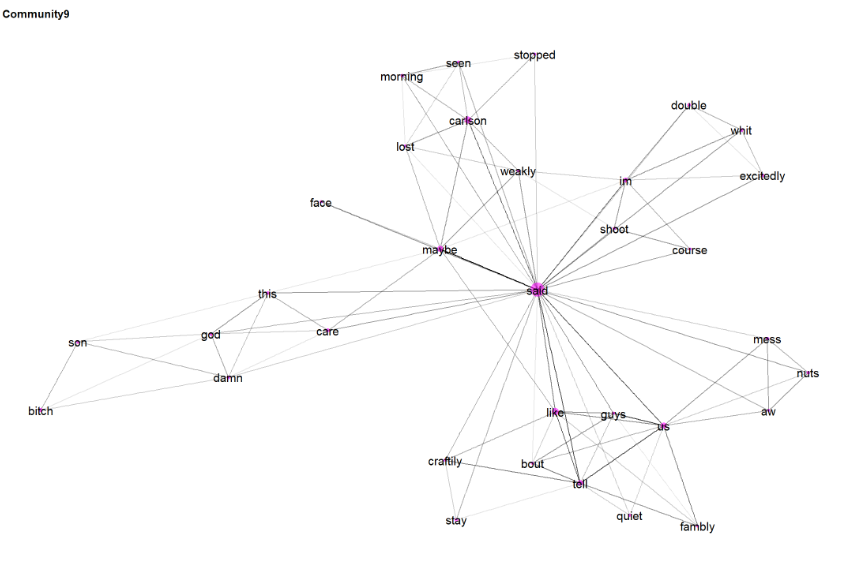 Community9
stopped
seen
morning
double
carlson
whit
lost
weakly
excitedly
im
face
shoot
maybe
course
said
this
god
care
son
mess
nuts
damn
bitch
like
guys
aw
us
craftily
bout
tell
stay
quiet
fambly